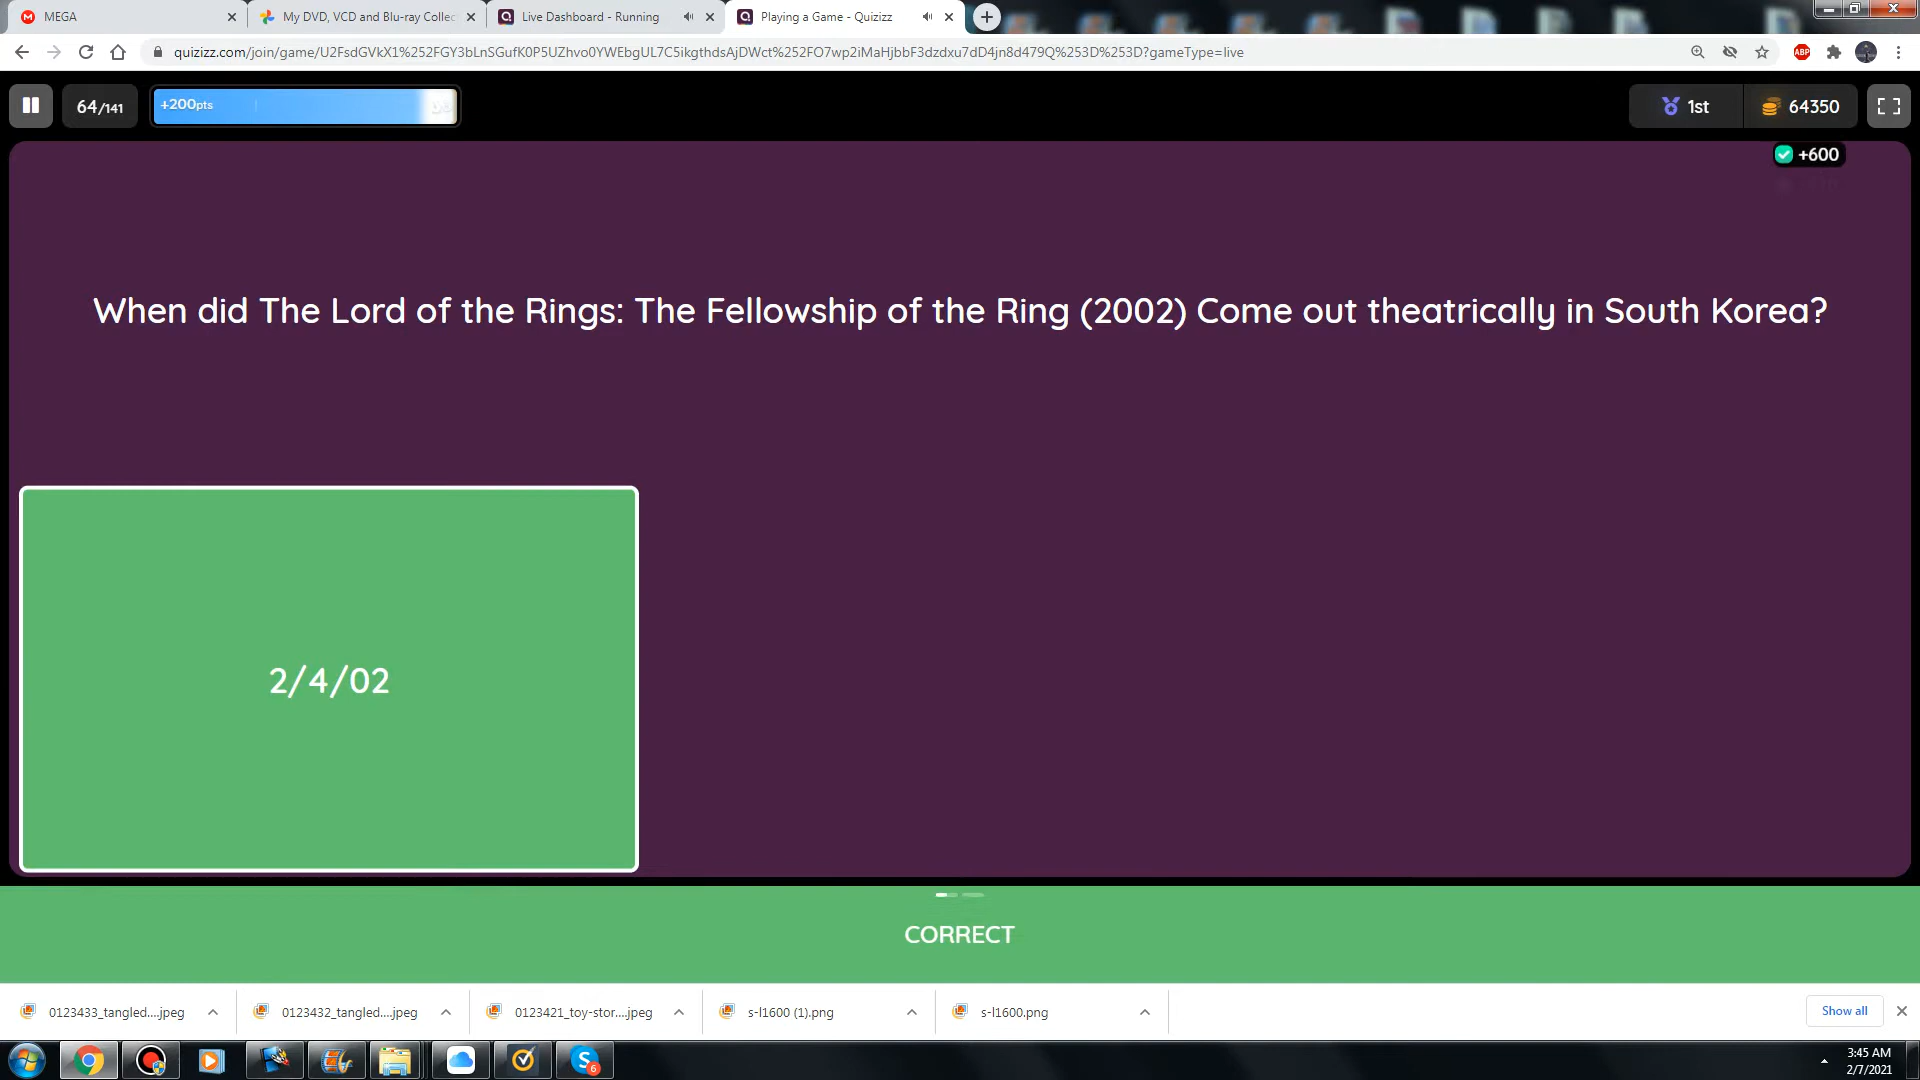 MEGA
My DVD, VCD and Blu-ray Collec
Live Dashboard - Running
Playing a Game - Quizizz
quizizz.com/join/game/U2FsdGVkX1%252FGY3bLnSGufK0P5UZhvo0YWEbgUL7C5ikgthdsAjDWct%252FO7wp2iMaHjbbF3dzdxu7dD4jn8d479Q%253D%253D?gameType=live
ABP
64/141
+200pts
1st
64350
+600
When did The Lord of the Rings: The Fellowship of the Ring (2002) Come out theatrically in South Korea?
2/4/02
CORRECT
0123433_tangled....jpeg
0123432_tangled....jpeg
0123421_toy-stor....jpeg
s-l1600 (1).png
s-l1600.png
Show all
6
3:45 AM
2/7/2021